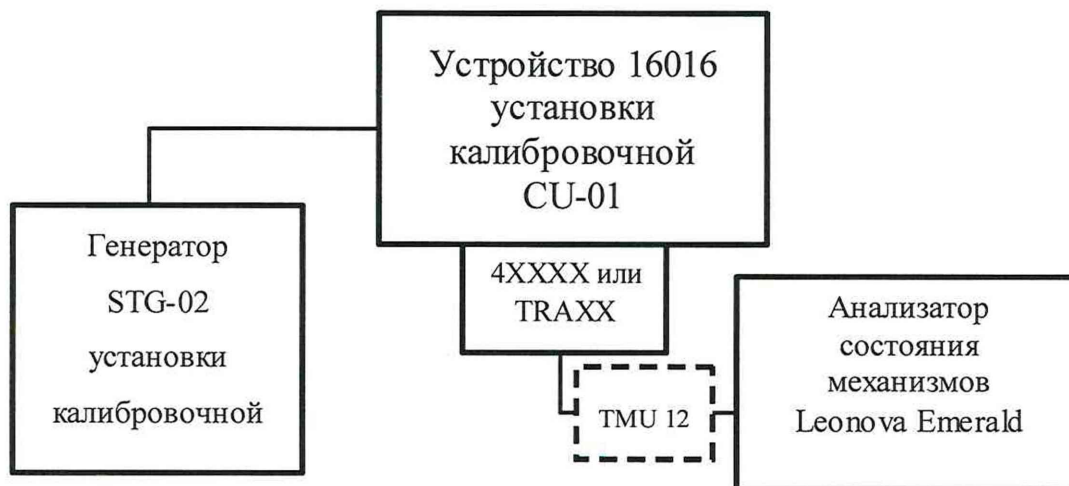 Устройство 16016
установки
калибровочной
CU-01
Генератор
STG-02
установки
калибровочной
4XXXX или
TRAXX
TMU 12
Анализатор
состояния
механизмов
Leonova Emerald